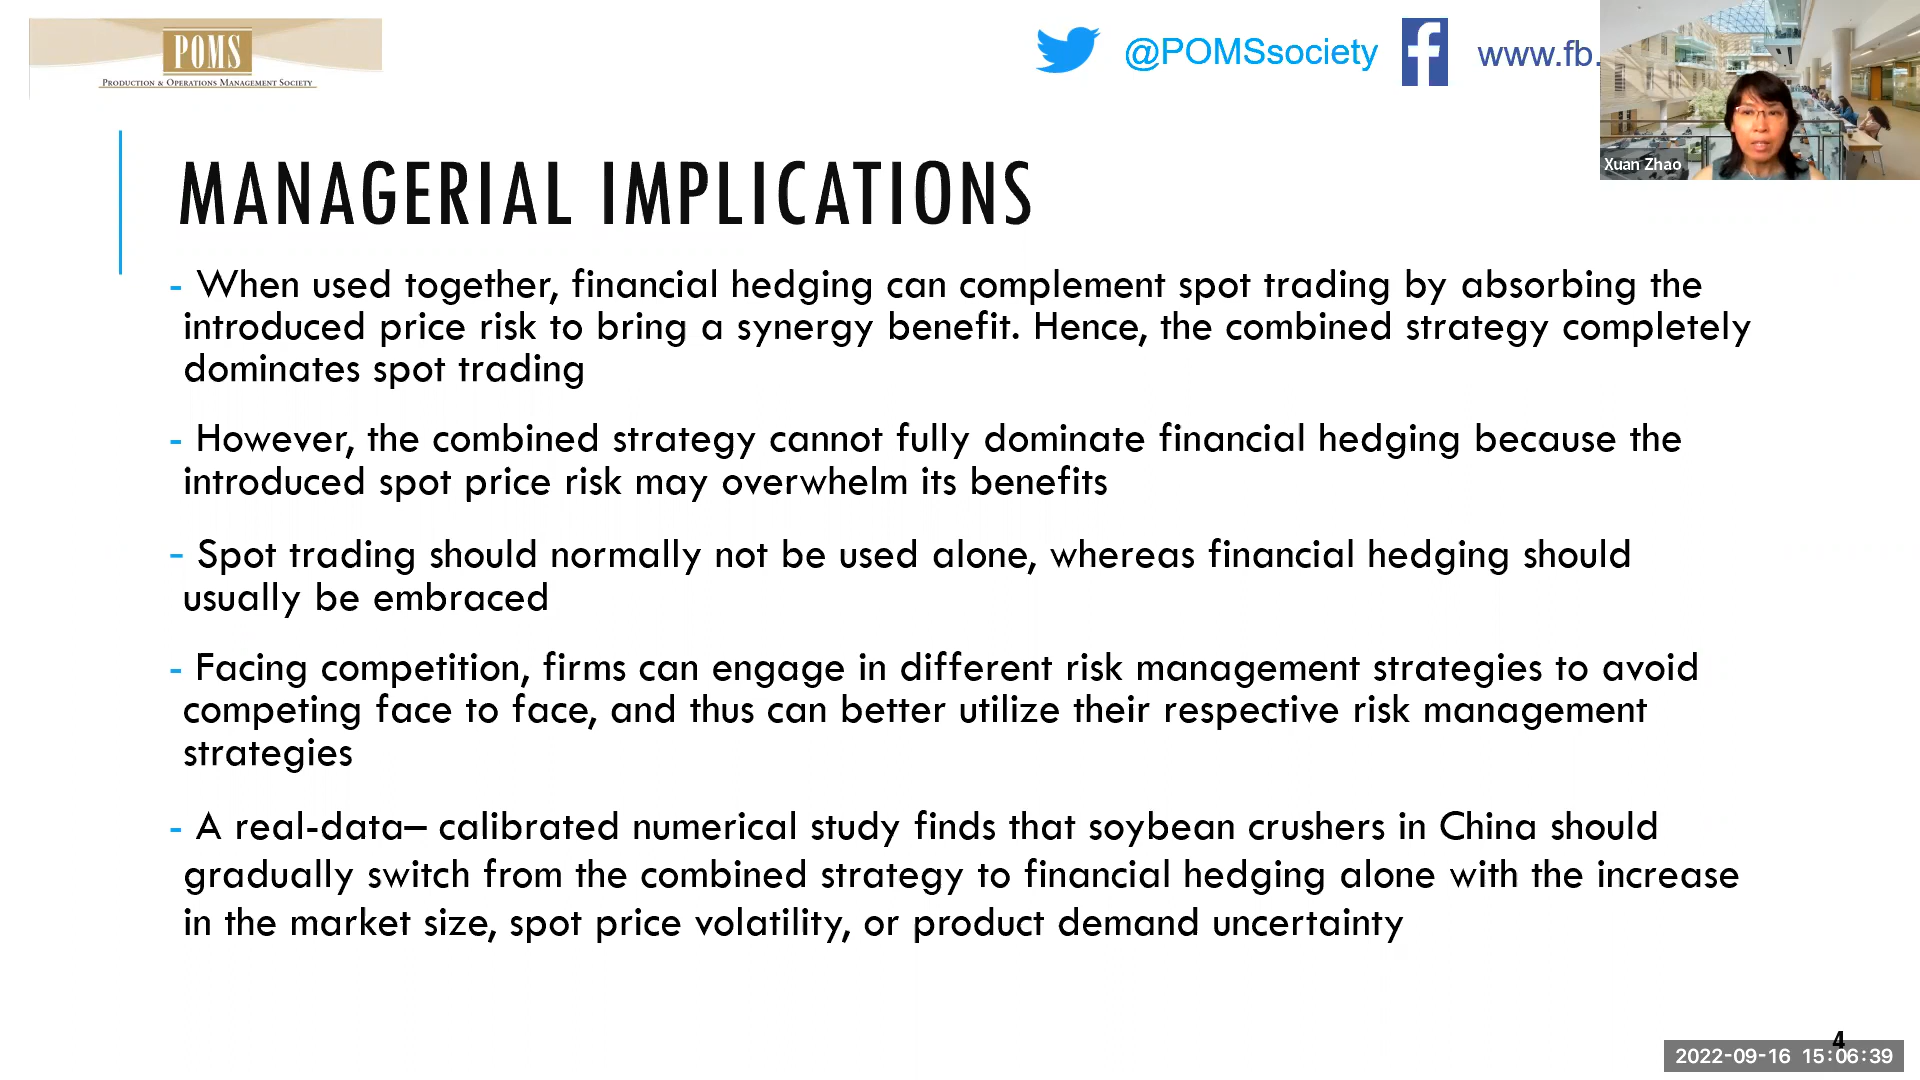 POMS
PRODUCTION & OPERATIONS MANAGEMENT SOCIETY
@POMSsociety
www.fb.
Xuan Zhao
MANAGERIAL IMPLICATIONS
- When used together, financial hedging can complement spot trading by absorbing the
introduced price risk to bring a synergy benefit. Hence, the combined strategy completely
dominates spot trading
- However, the combined strategy cannot fully dominate financial hedging because the
introduced spot price risk may overwhelm its benefits
- Spot trading should normally not be used alone, whereas financial hedging should
usually be embraced
- Facing competition, firms can engage in different risk management strategies to avoid
competing face to face, and thus can better utilize their respective risk management
strategies
- A real-data– calibrated numerical study finds that soybean crushers in China should
gradually switch from the combined strategy to financial hedging alone with the increase
in the market size, spot price volatility, or product demand uncertainty
4
2022-09-16 15:06:39